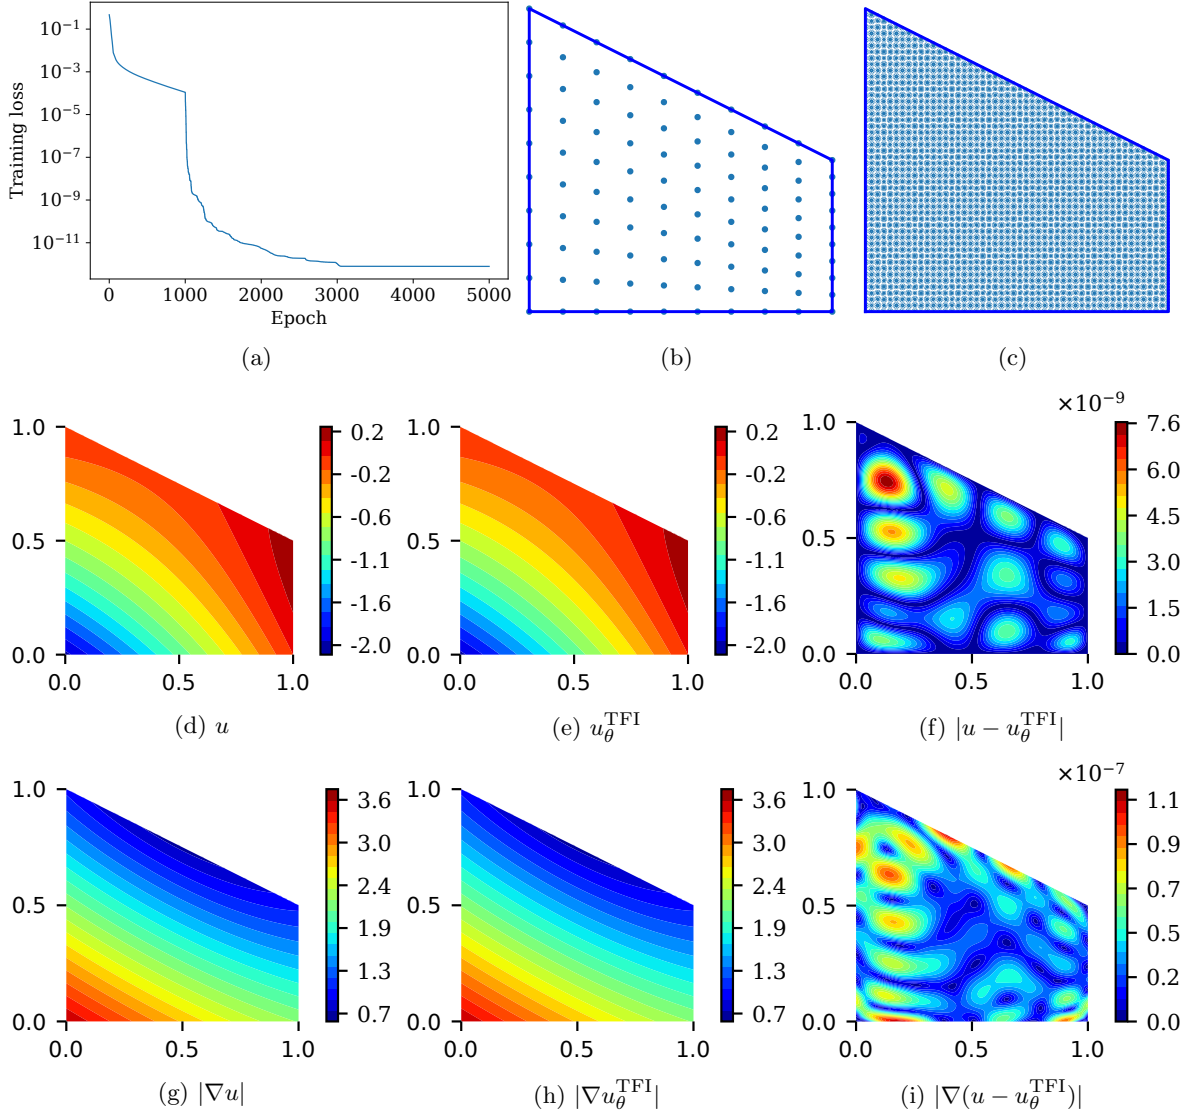 10⁻¹
10⁻³
10⁻⁵
10⁻⁷
10⁻⁹
10⁻¹¹
Training loss
0 1000 2000 3000 4000 5000
Epoch
(a) (b) (c)
×10⁻⁹
1.0 0.5 0.0
0.0 0.5 1.0
0.2 -0.2 -0.6 -1.1 -1.6 -2.0
1.0 0.5 0.0
0.0 0.5 1.0
0.2 -0.2 -0.6 -1.1 -1.6 -2.0
1.0 0.5 0.0
0.0 0.5 1.0
7.6 6.0 4.5 3.0 1.5 0.0
(d) u (e) u_θ^TFI (f) |u − u_θ^TFI|
×10⁻⁷
1.0 0.5 0.0
0.0 0.5 1.0
3.6 3.0 2.4 1.9 1.3 0.7
1.0 0.5 0.0
0.0 0.5 1.0
3.6 3.0 2.4 1.9 1.3 0.7
1.0 0.5 0.0
0.0 0.5 1.0
1.1 0.9 0.7 0.5 0.2 0.0
(g) |∇u| (h) |∇u_θ^TFI| (i) |∇(u − u_θ^TFI)|